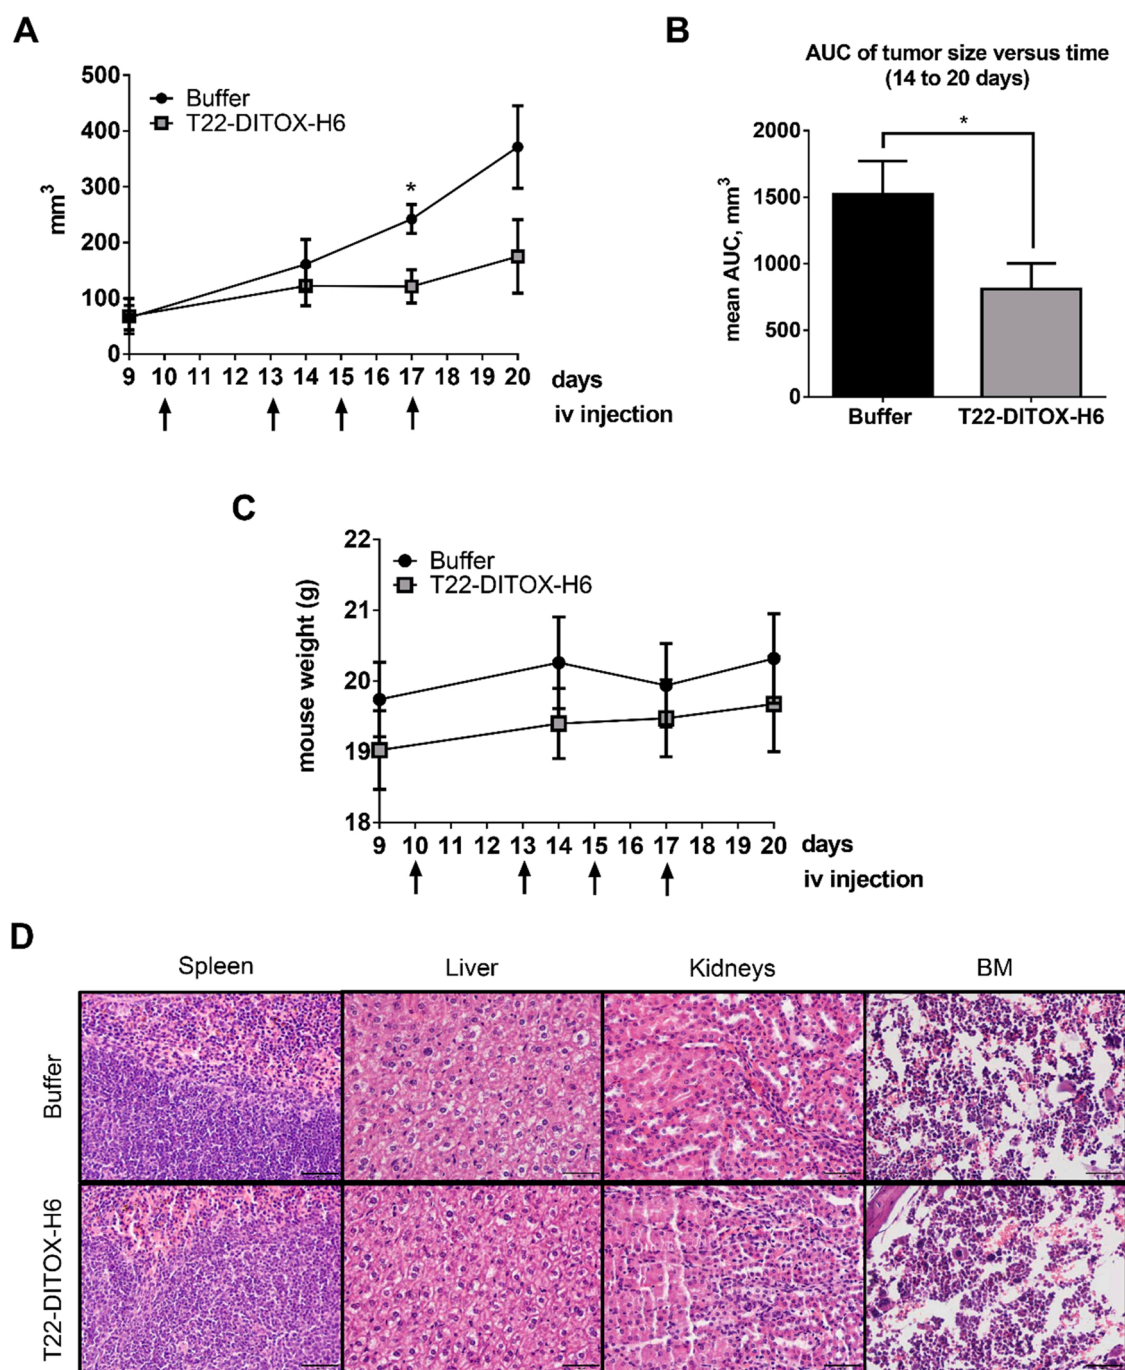 A
500
400
300
200
100
0
mm³
Buffer
T22-DITOX-H6
*
9 10 11 12 13 14 15 16 17 18 19 20 days
iv injection
B
AUC of tumor size versus time
(14 to 20 days)
2000
1500
1000
500
0
mean AUC, mm³
*
Buffer T22-DITOX-H6
C
22
21
20
19
18
mouse weight (g)
Buffer
T22-DITOX-H6
9 10 11 12 13 14 15 16 17 18 19 20 days
iv injection
D
Spleen Liver Kidneys BM
Buffer
T22-DITOX-H6